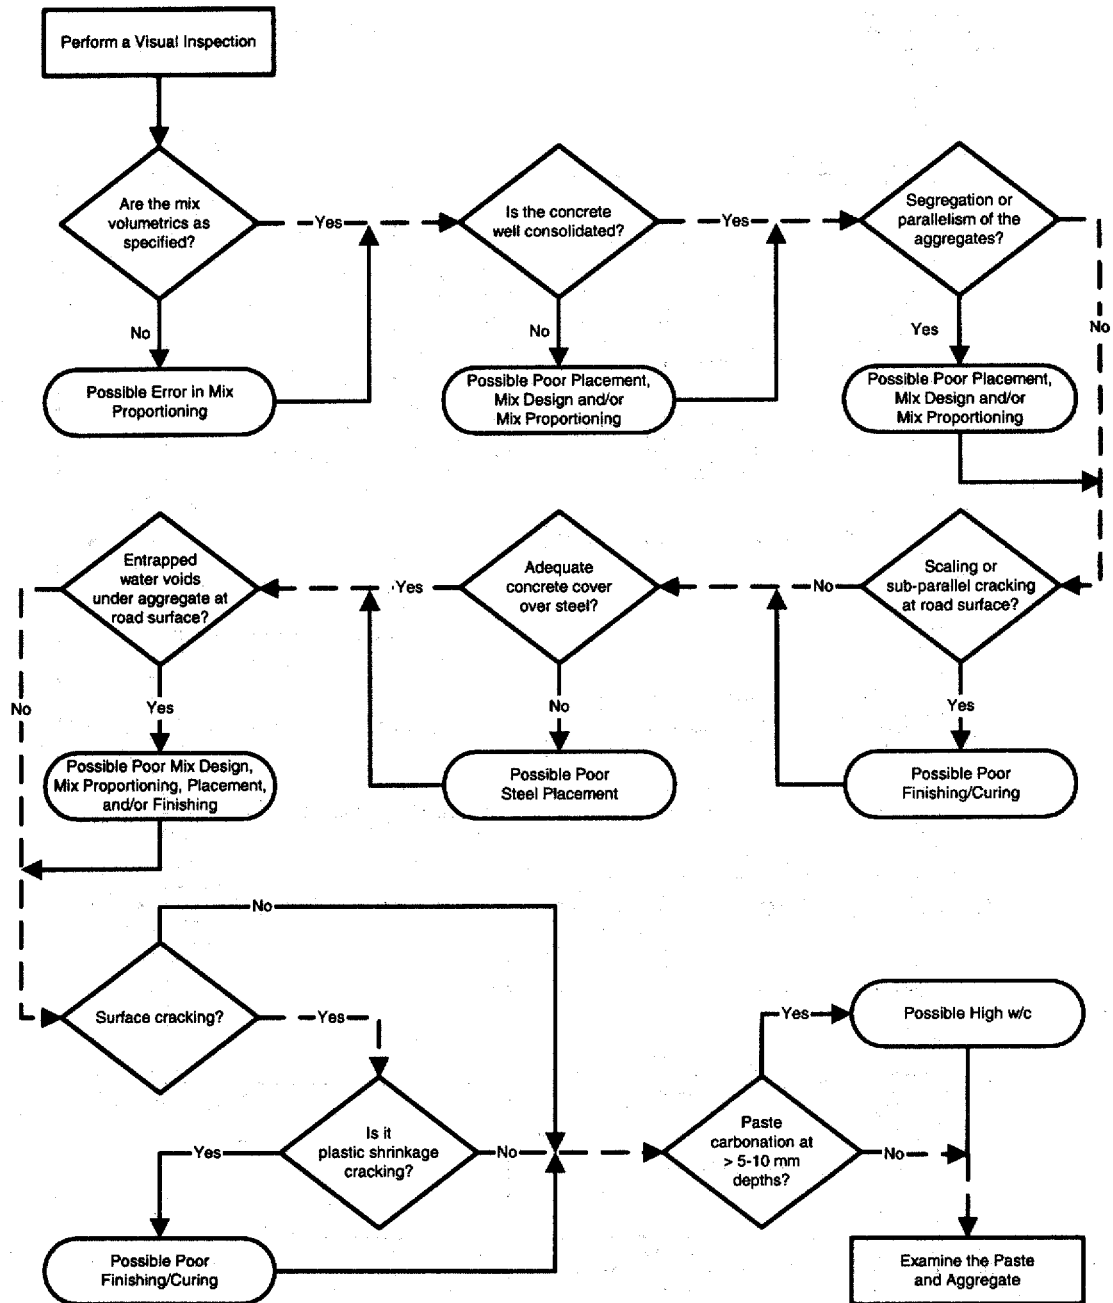 Perform a Visual Inspection
Are the mix
volumetrics as
specified?
Yes
No
Possible Error in Mix
Proportioning
Is the concrete
well consolidated?
Yes
No
Possible Poor Placement,
Mix Design and/or
Mix Proportioning
Segregation or
parallelism of the
aggregates?
No
Yes
Possible Poor Placement,
Mix Design and/or
Mix Proportioning
Scaling or
sub-parallel cracking
at road surface?
No
Yes
Possible Poor
Finishing/Curing
Adequate
concrete cover
over steel?
Yes
No
Possible Poor
Steel Placement
Entrapped
water voids
under aggregate at
road surface?
No
Yes
Possible Poor Mix Design,
Mix Proportioning, Placement,
and/or Finishing
Surface cracking?
No
Yes
Is it
plastic shrinkage
cracking?
Yes
No
Possible Poor
Finishing/Curing
Paste
carbonation at
> 5-10 mm
depths?
Yes
No
Possible High w/c
Examine the Paste
and Aggregate